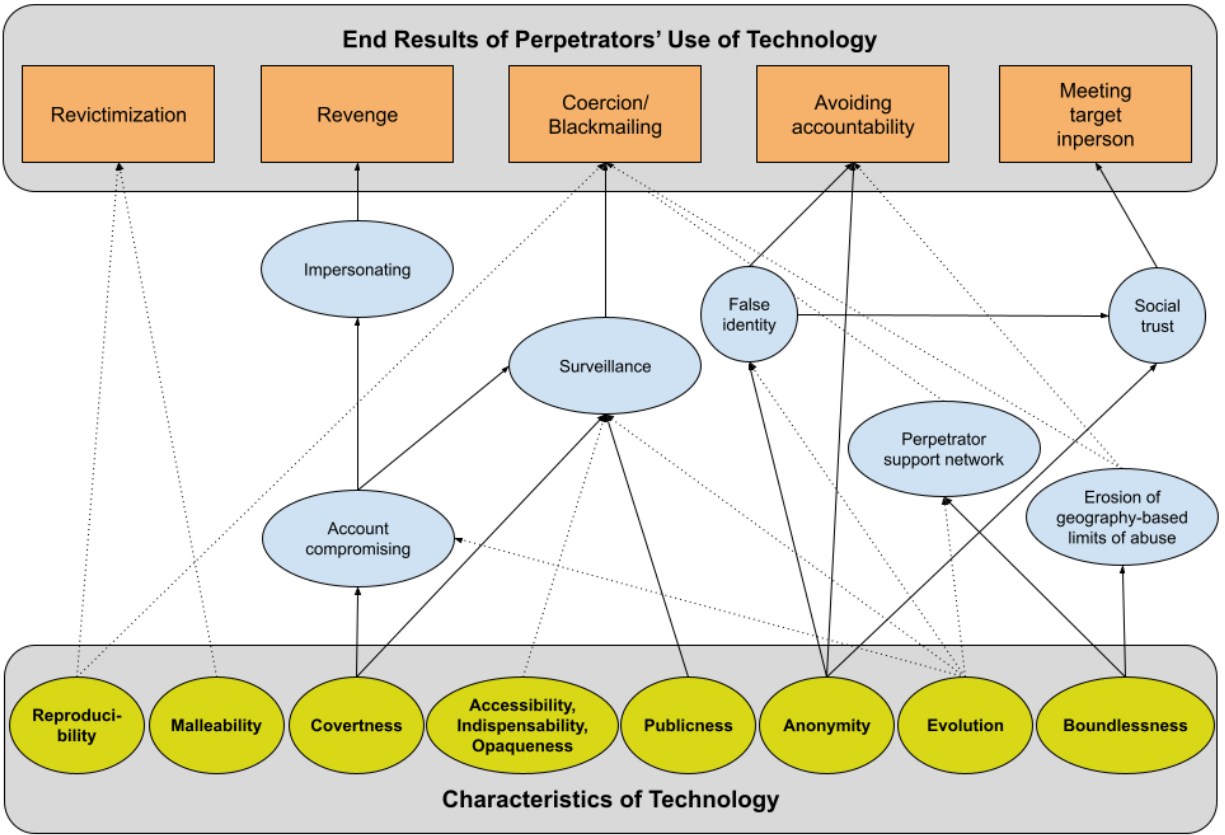 End Results of Perpetrators’ Use of Technology
Revictimization
Revenge
Coercion/
Blackmailing
Avoiding
accountability
Meeting
target
inperson
Impersonating
False
identity
Social
trust
Surveillance
Perpetrator
support network
Account
compromising
Erosion of
geography-based
limits of abuse
Reproduci-
bility
Malleability
Covertness
Accessibility,
Indispensability,
Opaqueness
Publicness
Anonymity
Evolution
Boundlessness
Characteristics of Technology